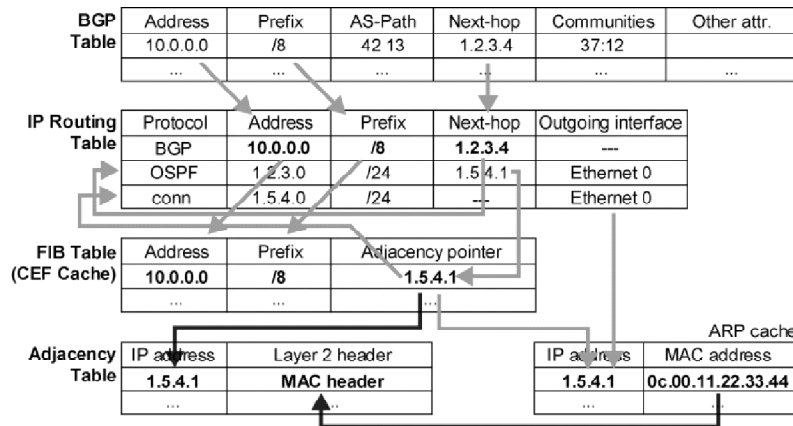 BGP Table
Address Prefix AS-Path Next-hop Communities Other attr.
10.0.0.0 /8 42 13 1.2.3.4 37:12
... ... ... ... ... ...
IP Routing Table
Protocol Address Prefix Next-hop Outgoing interface
BGP 10.0.0.0 /8 1.2.3.4 ---
OSPF 1.2.3.0 /24 1.5.4.1 Ethernet 0
conn 1.5.4.0 /24 --- Ethernet 0
FIB Table (CEF Cache)
Address Prefix Adjacency pointer
10.0.0.0 /8 1.5.4.1
... ... ...
Adjacency Table
IP address Layer 2 header
1.5.4.1 MAC header
... ...
ARP cache
IP address MAC address
1.5.4.1 0c.00.11.22.33.44
... ...